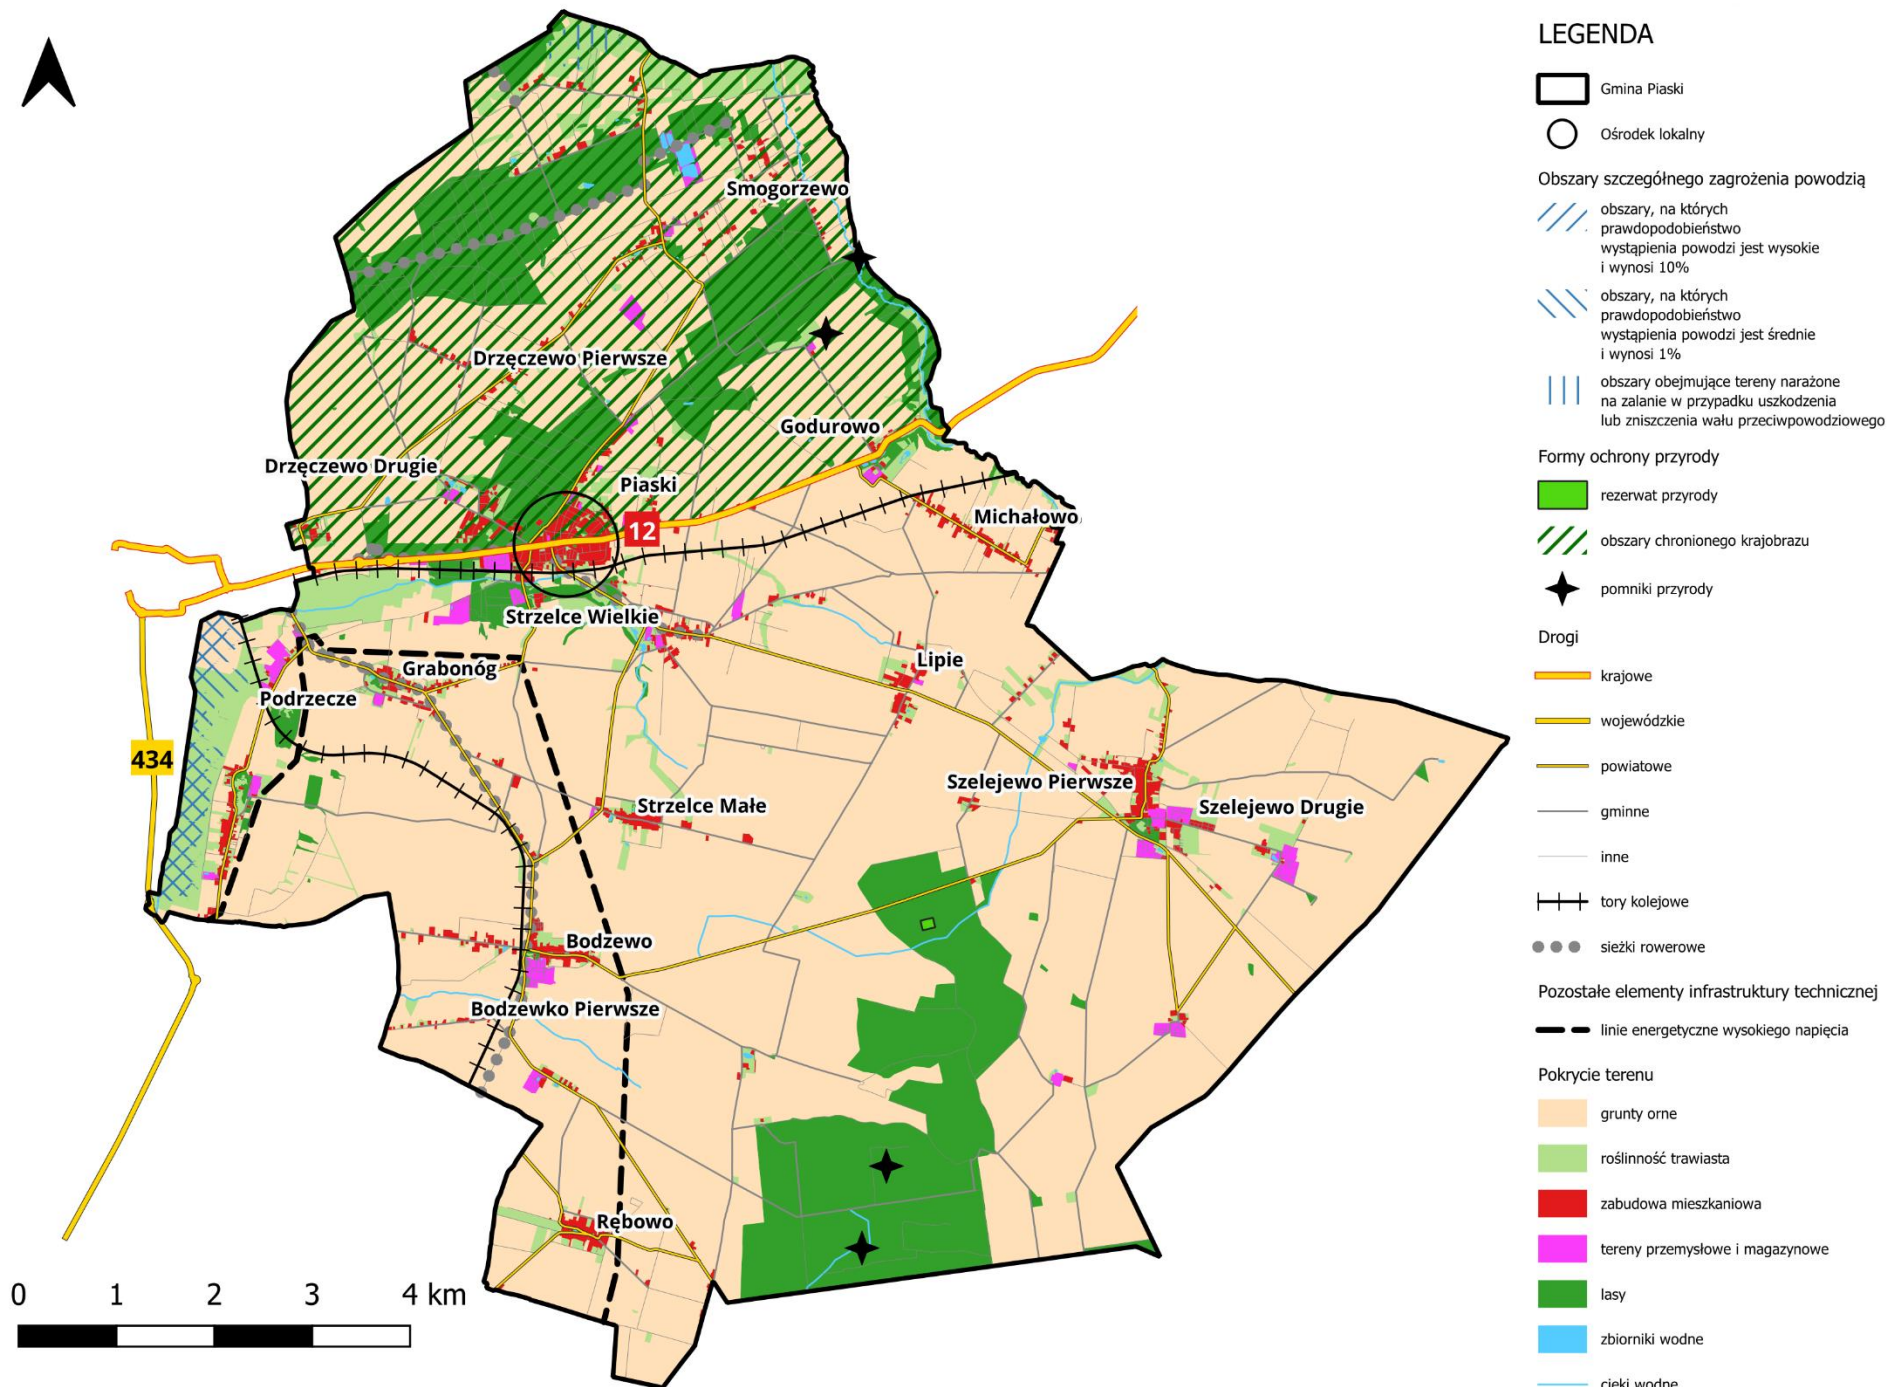 Smogorzewo
Drzęczewo Pierwsze
Godurowo
Drzęczewo Drugie
Piaski
12
Michałowo
Strzelce Wielkie
Grabonóg
Lipie
Podrzecze
434
Szelejewo Pierwsze
Strzelce Małe
Szelejewo Drugie
Bodzewo
Bodzewko Pierwsze
Rębowo
0 1 2 3 4 km
LEGENDA
Gmina Piaski
Ośrodek lokalny
Obszary szczególnego zagrożenia powodzią
obszary, na których
prawdopodobieństwo
wystąpienia powodzi jest wysokie
i wynosi 10%
obszary, na których
prawdopodobieństwo
wystąpienia powodzi jest średnie
i wynosi 1%
obszary obejmujące tereny narażone
na zalanie w przypadku uszkodzenia
lub zniszczenia wału przeciwpowodziowego
Formy ochrony przyrody
rezerwat przyrody
obszary chronionego krajobrazu
pomniki przyrody
Drogi
krajowe
wojewódzkie
powiatowe
gminne
inne
tory kolejowe
sieżki rowerowe
Pozostałe elementy infrastruktury technicznej
linie energetyczne wysokiego napięcia
Pokrycie terenu
grunty orne
roślinność trawiasta
zabudowa mieszkaniowa
tereny przemysłowe i magazynowe
lasy
zbiorniki wodne
cieki wodne